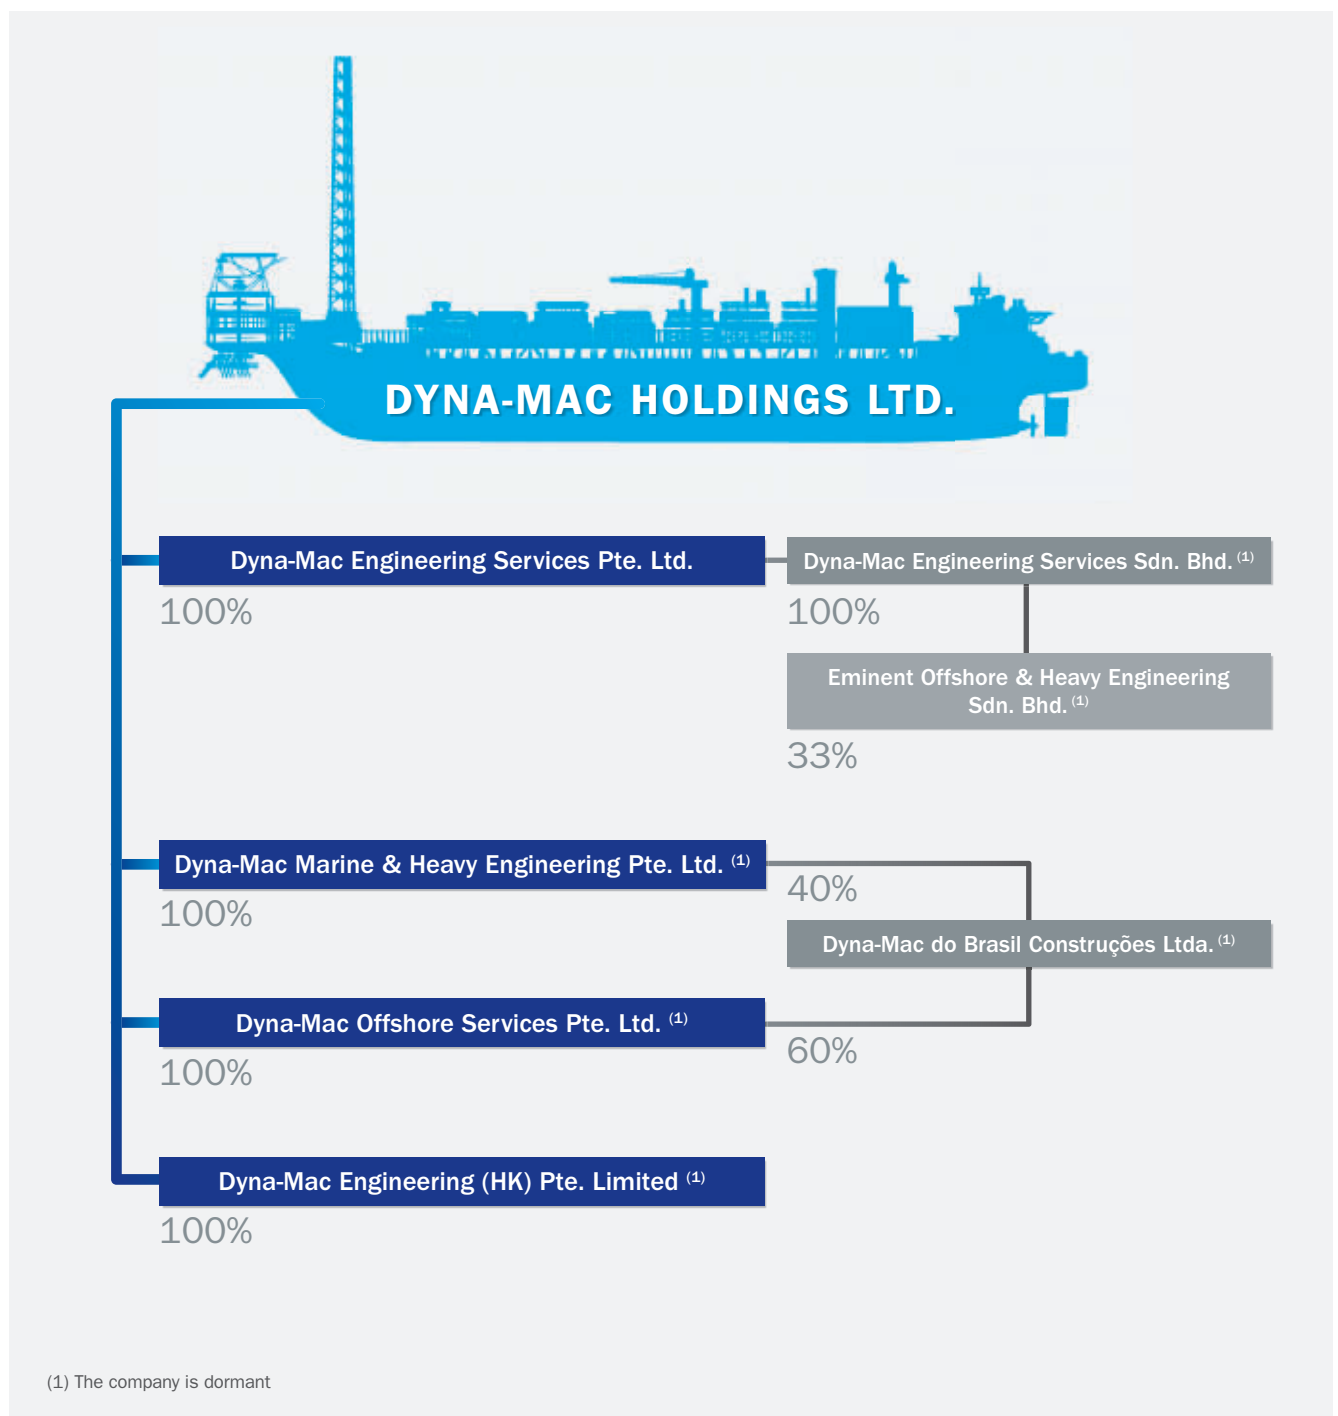 DYNA-MAC HOLDINGS LTD.
Dyna-Mac Engineering Services Pte. Ltd.
100%
Dyna-Mac Engineering Services Sdn. Bhd. (1)
100%
Eminent Offshore & Heavy Engineering
Sdn. Bhd. (1)
33%
Dyna-Mac Marine & Heavy Engineering Pte. Ltd. (1)
100%
40%
Dyna-Mac do Brasil Construções Ltda. (1)
Dyna-Mac Offshore Services Pte. Ltd. (1)
100%
60%
Dyna-Mac Engineering (HK) Pte. Limited (1)
100%
(1) The company is dormant